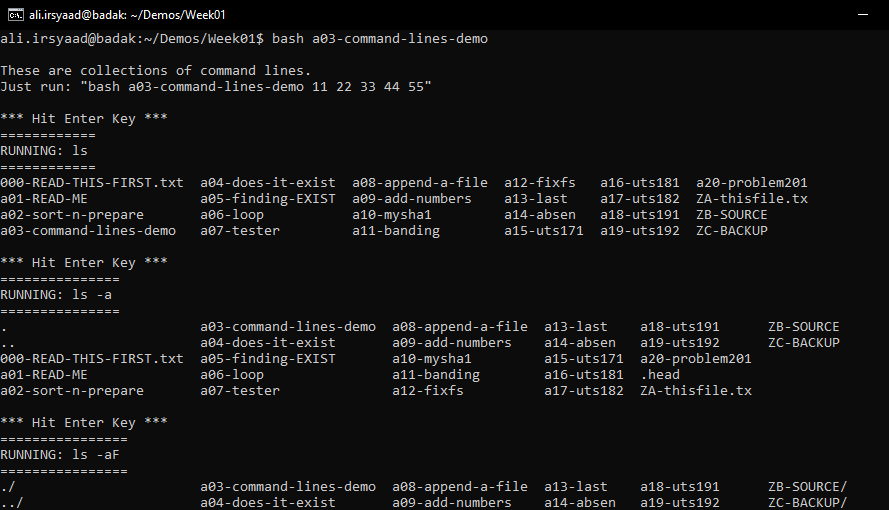 ali.irsyaad@badak: ~/Demos/Week01
ali.irsyaad@badak:~/Demos/Week01$ bash a03-command-lines-demo
These are collections of command lines.
Just run: "bash a03-command-lines-demo 11 22 33 44 55"
*** Hit Enter Key ***
============
RUNNING: ls
============
000-READ-THIS-FIRST.txt  a04-does-it-exist  a08-append-a-file  a12-fixfs  a16-uts181  a20-problem201
a01-READ-ME              a05-finding-EXIST  a09-add-numbers    a13-last   a17-uts182  ZA-thisfile.tx
a02-sort-n-prepare       a06-loop           a10-mysha1         a14-absen  a18-uts191  ZB-SOURCE
a03-command-lines-demo   a07-tester         a11-banding        a15-uts171  a19-uts192  ZC-BACKUP
*** Hit Enter Key ***
===============
RUNNING: ls -a
===============
.                        a03-command-lines-demo  a08-append-a-file  a13-last    a18-uts191      ZB-SOURCE
..                       a04-does-it-exist       a09-add-numbers    a14-absen   a19-uts192      ZC-BACKUP
000-READ-THIS-FIRST.txt  a05-finding-EXIST       a10-mysha1         a15-uts171  a20-problem201
a01-READ-ME              a06-loop                a11-banding        a16-uts181  .head
a02-sort-n-prepare       a07-tester              a12-fixfs          a17-uts182  ZA-thisfile.tx
*** Hit Enter Key ***
================
RUNNING: ls -aF
================
./                       a03-command-lines-demo  a08-append-a-file  a13-last    a18-uts191      ZB-SOURCE/
../                      a04-does-it-exist       a09-add-numbers    a14-absen   a19-uts192      ZC-BACKUP/